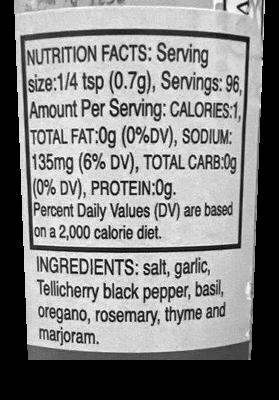 NUTRITION FACTS: Serving
size:1/4 tsp (0.7g), Servings: 96,
Amount Per Serving: CALORIES:1,
TOTAL FAT:0g (0%DV), SODIUM:
135mg (6% DV), TOTAL CARB:0g
(0% DV), PROTEIN:0g.
Percent Daily Values (DV) are based
on a 2,000 calorie diet.
INGREDIENTS: salt, garlic,
Tellicherry black pepper, basil,
oregano, rosemary, thyme and
marjoram.